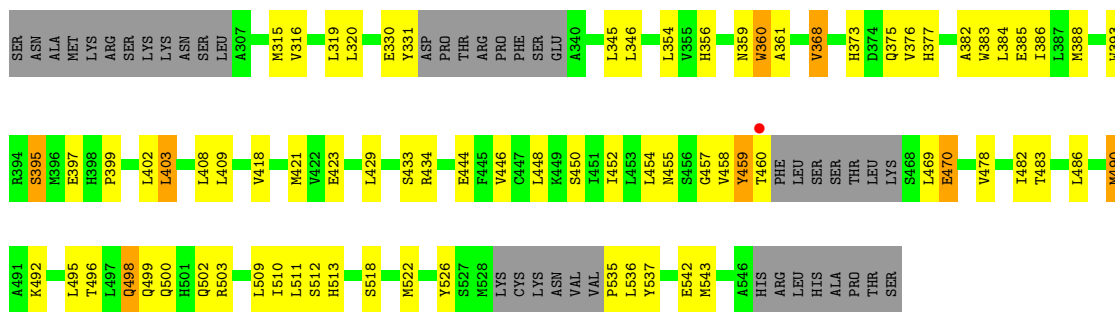 SER ASN ALA MET LYS ARG SER LYS LYS ASN SER LEU A307 M315 V316 L319 L320 E330 Y331 ASP PRO THR ARG PRO PHE SER GLU A340 L345 L346 L354 V355 H356 N359 W360 A361 V368 H373 D374 Q375 V376 H377 A382 W383 L384 E385 I386 L387 M388 W393
R394 S395 M396 E397 H398 P399 L402 L403 L408 L409 V418 M421 V422 E423 L429 S433 R434 E444 F445 V446 C447 L448 K449 S450 I451 I452 L453 L454 N455 S456 G457 V458 Y459 T460 PHE LEU SER SER THR LEU LYS S468 L469 E470 V478 I482 T483 L486 M490
A491 K492 L495 T496 L497 Q498 Q499 Q500 H501 Q502 R503 L509 I510 L511 S512 H513 S518 M522 Y526 S527 M528 LYS CYS LYS ASN VAL VAL P535 L536 Y537 E542 M543 A546 HIS ARG LEU HIS ALA PRO THR SER